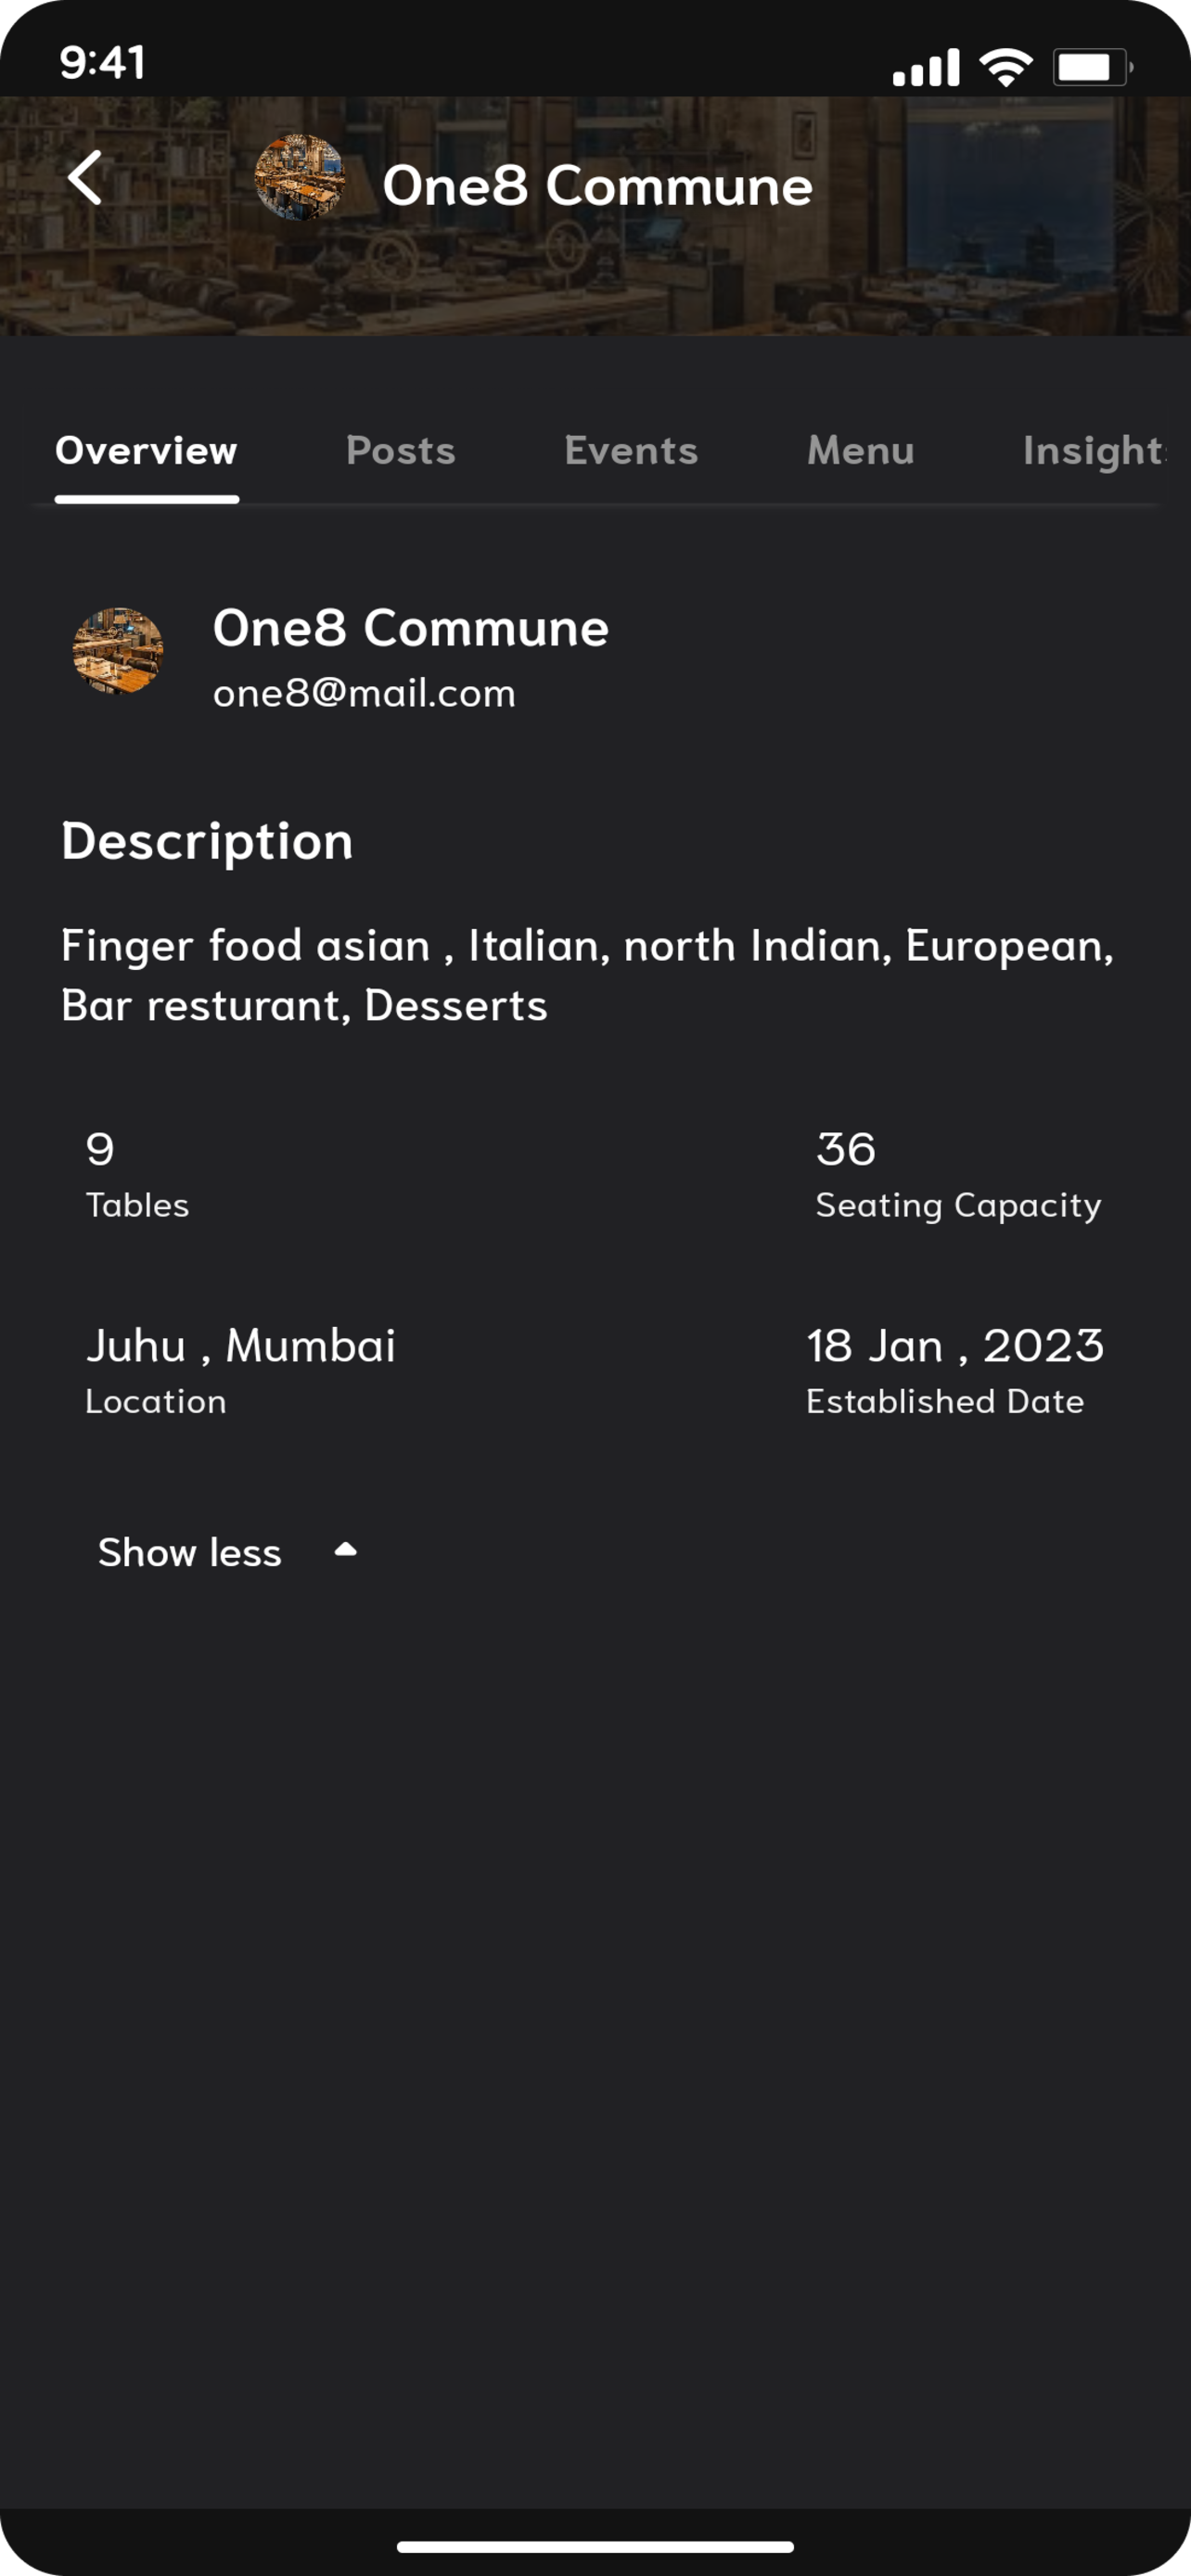 9:41
One8 Commune
Overview Posts Events Menu Insight
One8 Commune
one8@mail.com
Description
Finger food asian , Italian, north Indian, European,
Bar resturant, Desserts
9 36
Tables Seating Capacity
Juhu , Mumbai 18 Jan , 2023
Location Established Date
Show less